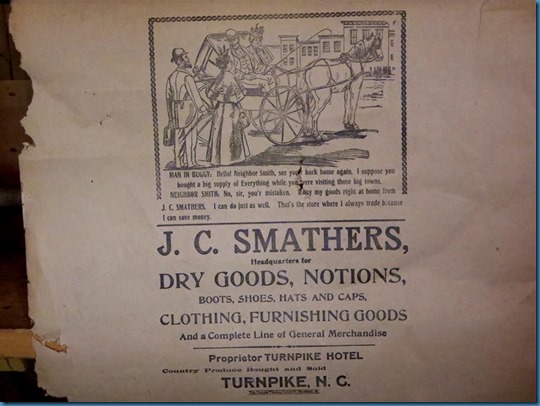 MAN IN BUGGY: Hello! Neighbor Smith, see you back home again. I suppose you
bought a big supply of Everything while you were visiting these big towns.
NEIGHBOR SMITH: No, sir, you'r mistaken. I buy my goods right at home from
J. C. SMATHERS. I can do just as well. That's the store where I always trade because
I can save money.
J. C. SMATHERS,
Headquarters for
DRY GOODS, NOTIONS,
BOOTS, SHOES, HATS AND CAPS,
CLOTHING, FURNISHING GOODS
And a Complete Line of General Merchandise
Proprietor TURNPIKE HOTEL
Country Produce Bought and Sold
TURNPIKE, N. C.